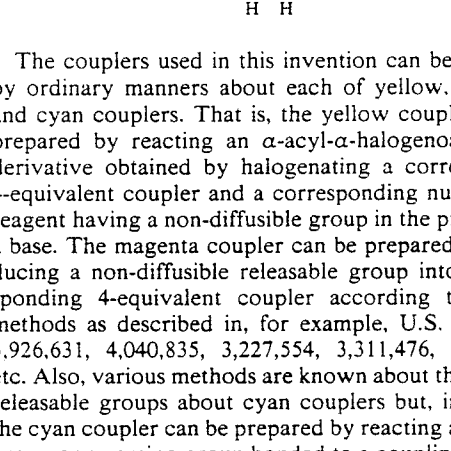 H H
The couplers used in this invention can be
by ordinary manners about each of yellow,
and cyan couplers. That is, the yellow coupl
prepared by reacting an α-acyl-α-halogeno
derivative obtained by halogenating a corr
-equivalent coupler and a corresponding nu
reagent having a non-diffusible group in the p
base. The magenta coupler can be prepared
ducing a non-diffusible releasable group into
sponding 4-equivalent coupler according t
methods as described in, for example, U.S.
,926,631, 4,040,835, 3,227,554, 3,311,476,
etc. Also, various methods are known about th
releasable groups about cyan couplers but, i
the cyan coupler can be prepared by reacting a